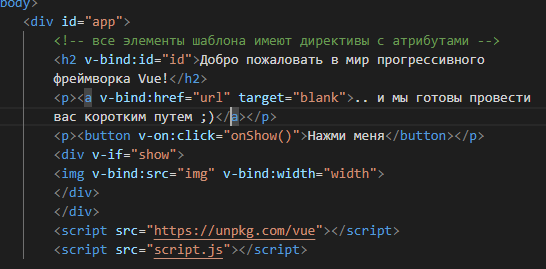 body>
<div id="app">
<!-- все элементы шаблона имеют директивы с атрибутами -->
<h2 v-bind:id="id">Добро пожаловать в мир прогрессивного
фреймворка Vue!</h2>
<p><a v-bind:href="url" target="blank">.. и мы готовы провести
вас коротким путем ;)</a></p>
<p><button v-on:click="onShow()">Нажми меня</button></p>
<div v-if="show">
<img v-bind:src="img" v-bind:width="width">
</div>
</div>
<script src="https://unpkg.com/vue"></script>
<script src="script.js"></script>